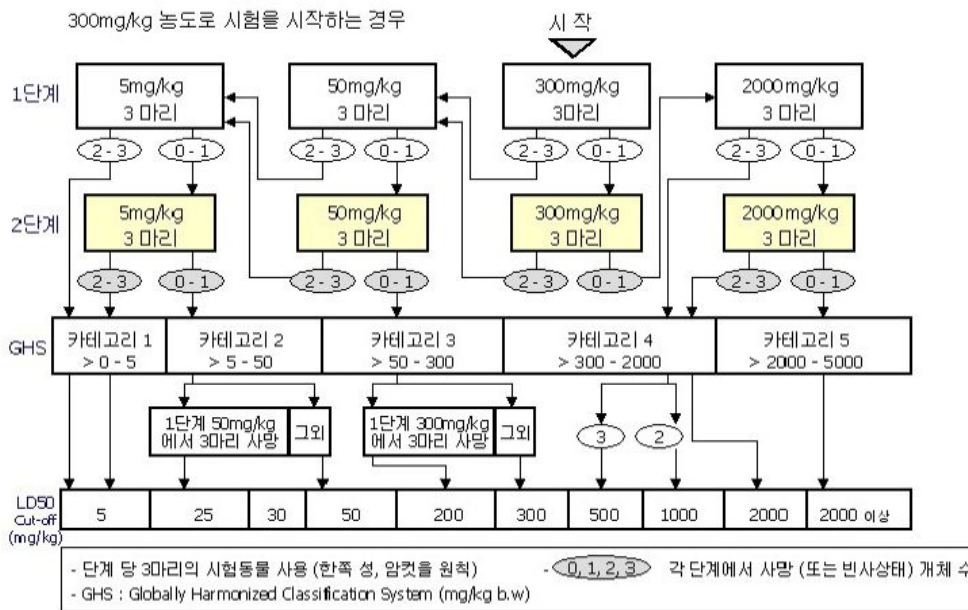 300mg/kg 농도로 시험을 시작하는 경우
시 작
1단계
5mg/kg
3 마리
50mg/kg
3 마리
300mg/kg
3마리
2000mg/kg
3 마리
2 - 3
0 - 1
2 - 3
0 - 1
2 - 3
0 - 1
2 - 3
0 - 1
2단계
5mg/kg
3 마리
50mg/kg
3 마리
300mg/kg
3 마리
2000mg/kg
3 마리
2 - 3
0 - 1
2 - 3
0 - 1
2 - 3
0 - 1
2 - 3
0 - 1
GHS
카테고리 1
> 0 - 5
카테고리 2
> 5 - 50
카테고리 3
> 50 - 300
카테고리 4
> 300 - 2000
카테고리 5
> 2000 - 5000
1단계 50mg/kg
에서 3마리 사망
그외
1단계 300mg/kg
에서 3마리 사망
그외
3
2
LD50
Cut-off
(mg/kg)
5
25
30
50
200
300
500
1000
2000
2000 이상
- 단계 당 3마리의 시험동물 사용 (한쪽 성, 암컷을 원칙)
- 0, 1, 2, 3 각 단계에서 사망 (또는 빈사상태) 개체 수
- GHS : Globally Harmonized Classification System (mg/kg b.w)